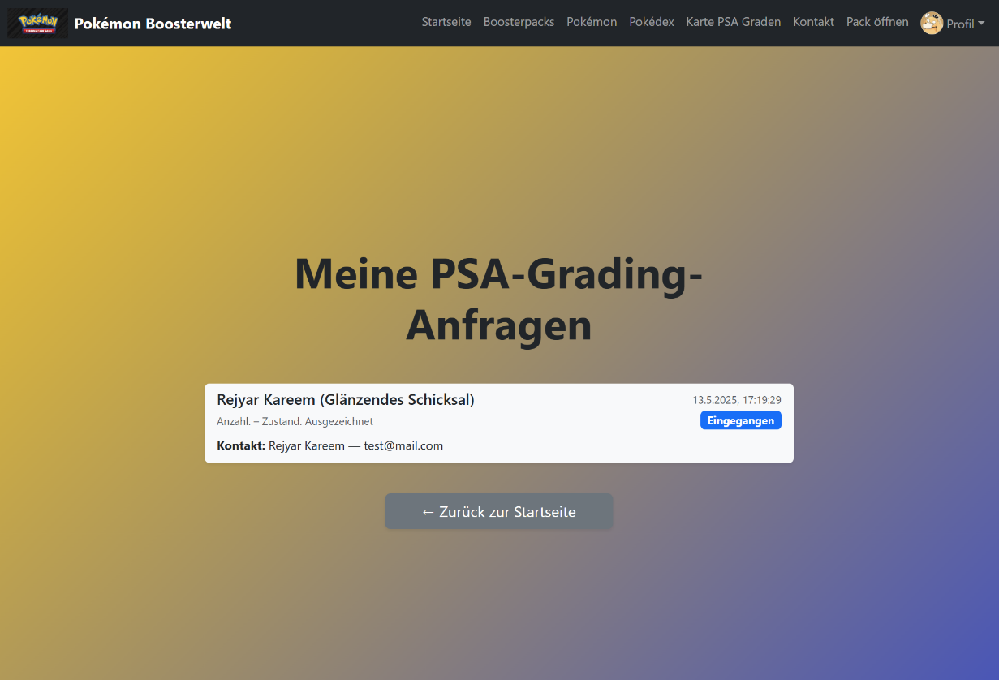 Pokémon
Pokémon Boosterwelt
Startseite Boosterpacks Pokémon Pokédex Karte PSA Graden Kontakt Pack öffnen Profil
Meine PSA-Grading-
Anfragen
Rejyar Kareem (Glänzendes Schicksal) 13.5.2025, 17:19:29
Anzahl: – Zustand: Ausgezeichnet Eingegangen
Kontakt: Rejyar Kareem — test@mail.com
← Zurück zur Startseite